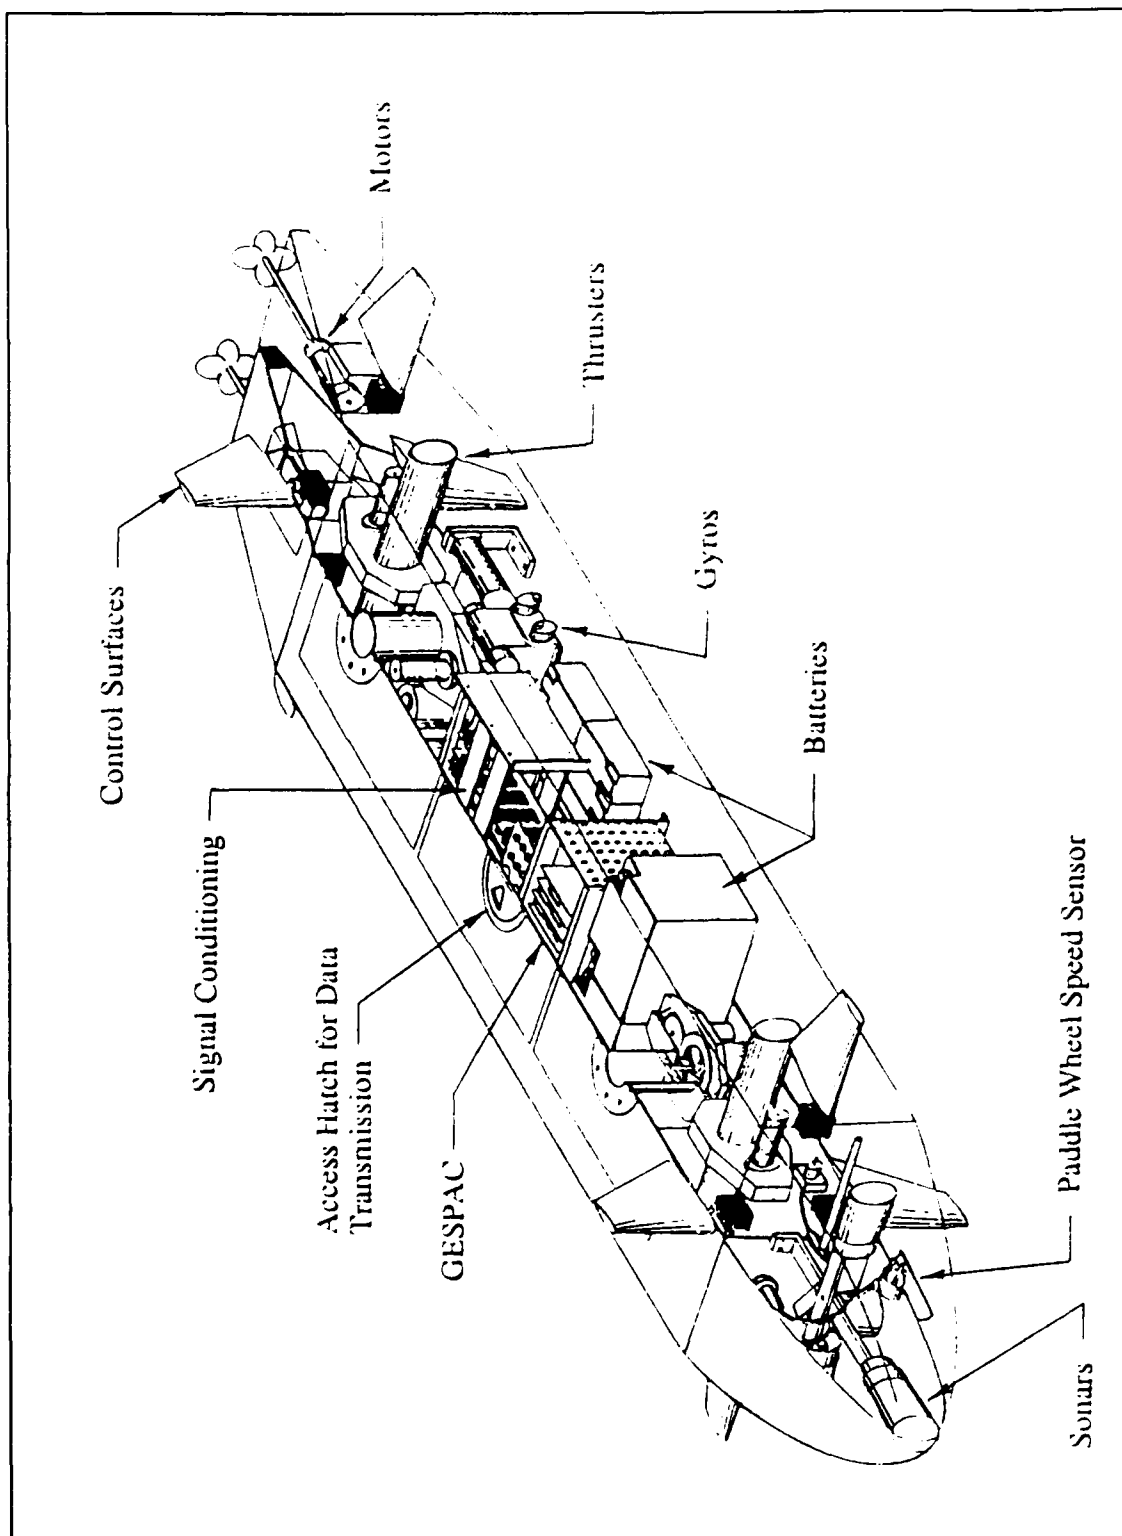 Control Surfaces
Signal Conditioning
Access Hatch for Data
Transmission
GESPAC
Motors
Thrusters
Gyros
Batteries
Paddle Wheel Speed Sensor
Sonars